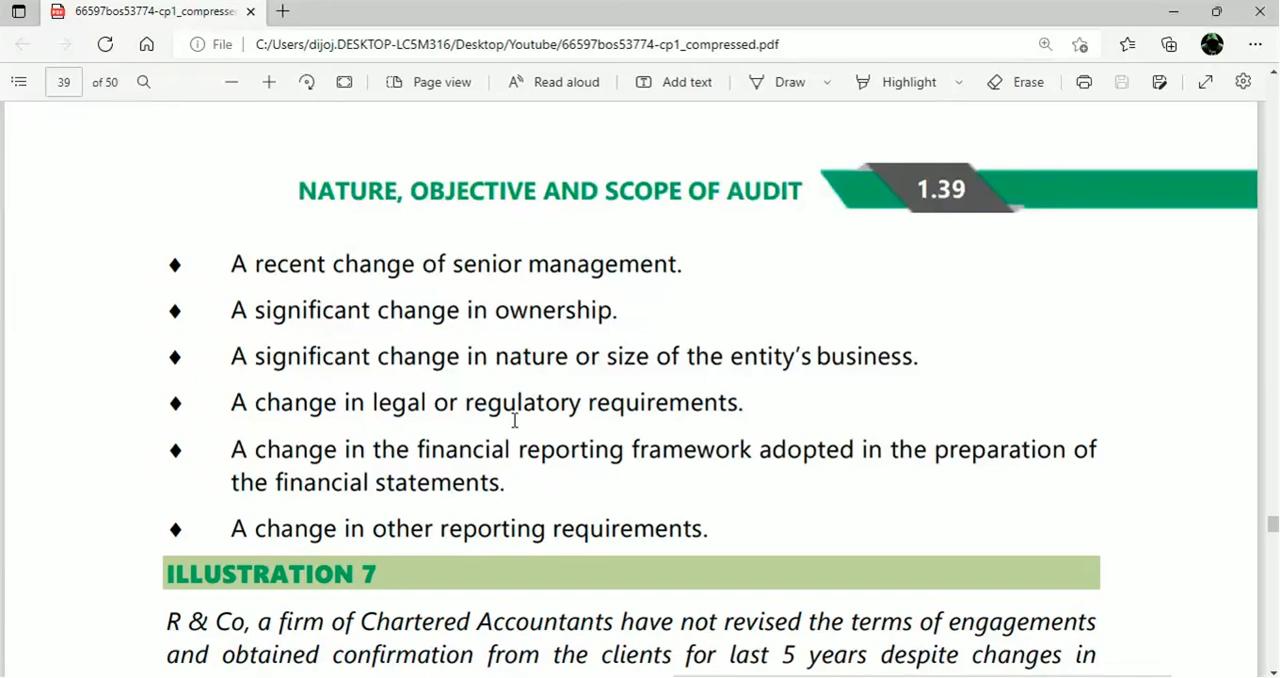 66597bos53774-cp1_compresse
File C:/Users/dijoj.DESKTOP-LC5M316/Desktop/Youtube/66597bos53774-cp1_compressed.pdf
39 of 50 Page view Read aloud Add text Draw Highlight Erase
NATURE, OBJECTIVE AND SCOPE OF AUDIT 1.39
♦ A recent change of senior management.
♦ A significant change in ownership.
♦ A significant change in nature or size of the entity's business.
♦ A change in legal or regulatory requirements.
♦ A change in the financial reporting framework adopted in the preparation of
the financial statements.
♦ A change in other reporting requirements.
ILLUSTRATION 7
R & Co, a firm of Chartered Accountants have not revised the terms of engagements
and obtained confirmation from the clients for last 5 years despite changes in